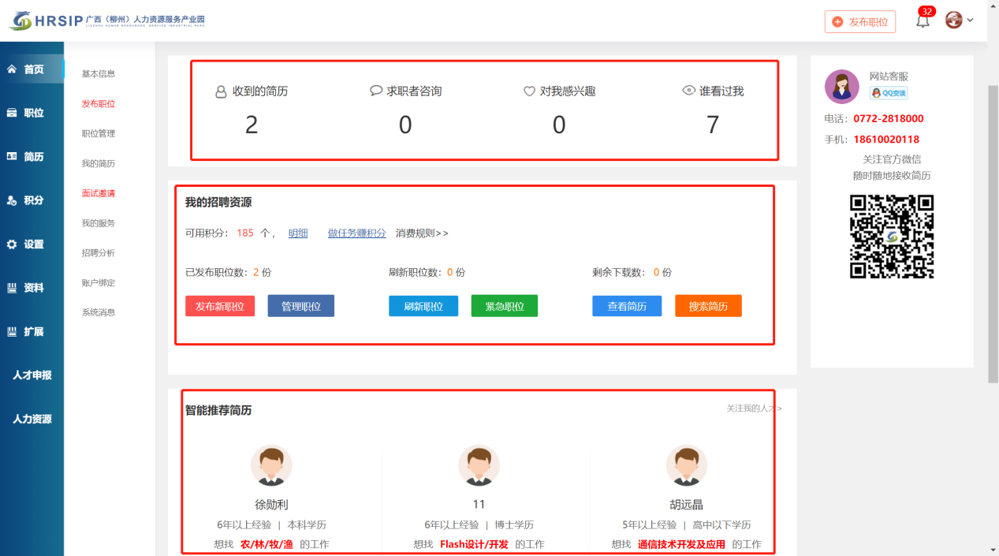 HRSIP 广西（柳州）人力资源服务产业园
LIUZHOU HUMAN RESOURCES SERVICE INDUSTRIAL PARK
发布职位
32
首页
职位
简历
积分
设置
资料
扩展
人才申报
人力资源
基本信息
发布职位
职位管理
我的简历
面试邀请
我的服务
招聘分析
账户绑定
系统消息
收到的简历 求职者咨询 对我感兴趣 谁看过我
2 0 0 7
我的招聘资源
可用积分： 185 个， 明细 做任务赚积分 消费规则>>
已发布职位数：2 份 刷新职位数：0 份 剩余下载数： 0 份
发布新职位 管理职位 刷新职位 紧急职位 查看简历 搜索简历
智能推荐简历 关注我的人才>
徐勋利 11 胡远晶
6年以上经验 | 本科学历 6年以上经验 | 博士学历 5年以上经验 | 高中以下学历
想找 农/林/牧/渔 的工作 想找 Flash设计/开发 的工作 想找 通信技术开发及应用 的工作
网站客服
QQ交谈
电话：0772-2818000
手机：18610020118
关注官方微信
随时随地接收简历